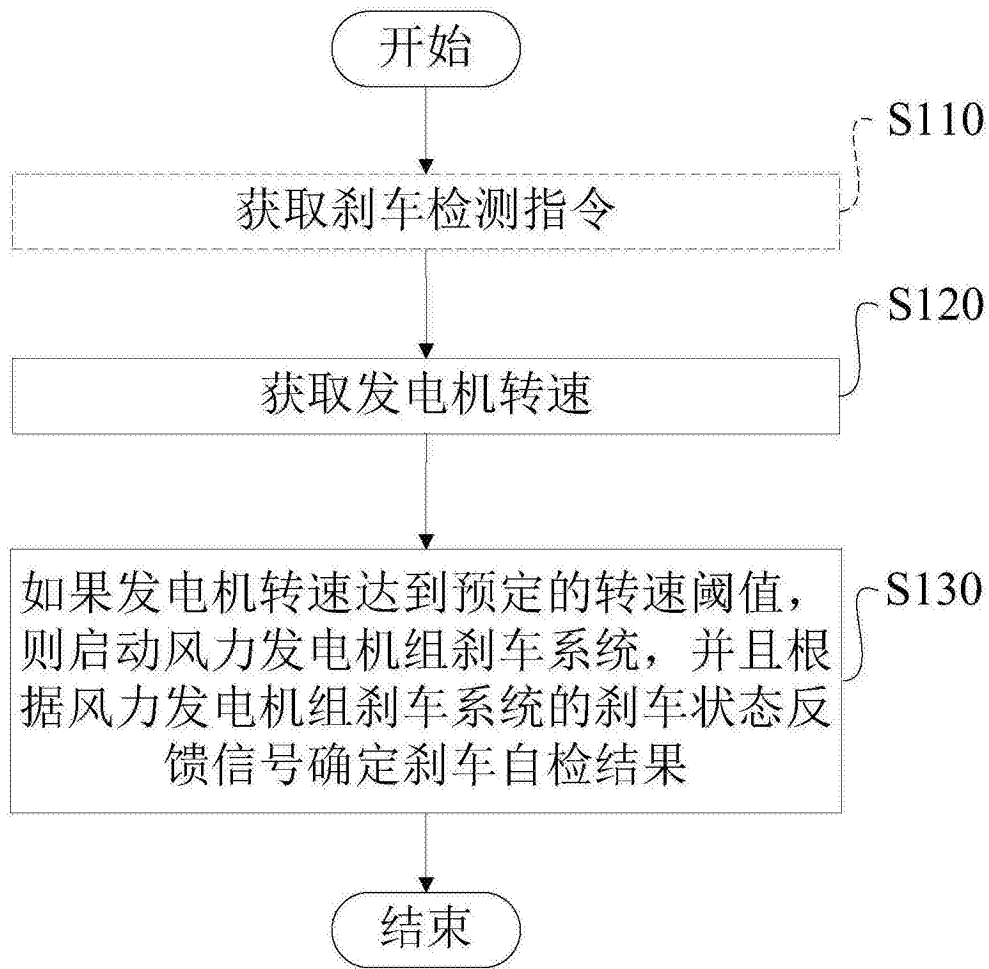 开始
S110
获取刹车检测指令
S120
获取发电机转速
S130
如果发电机转速达到预定的转速阈值，
则启动风力发电机组刹车系统，并且根
据风力发电机组刹车系统的刹车状态反
馈信号确定刹车自检结果
结束